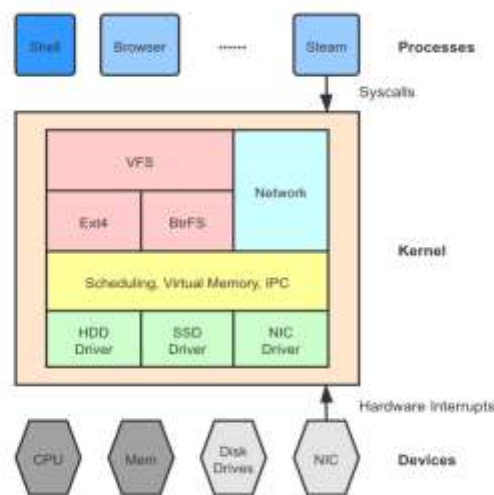 Shell Browser ...... Steam Processes
Syscalls
VFS
Network
Ext4 BtrFS
Kernel
Scheduling, Virtual Memory, IPC
HDD Driver
SSD Driver
NIC Driver
Hardware Interrupts
CPU Mem Disk Drives NIC Devices